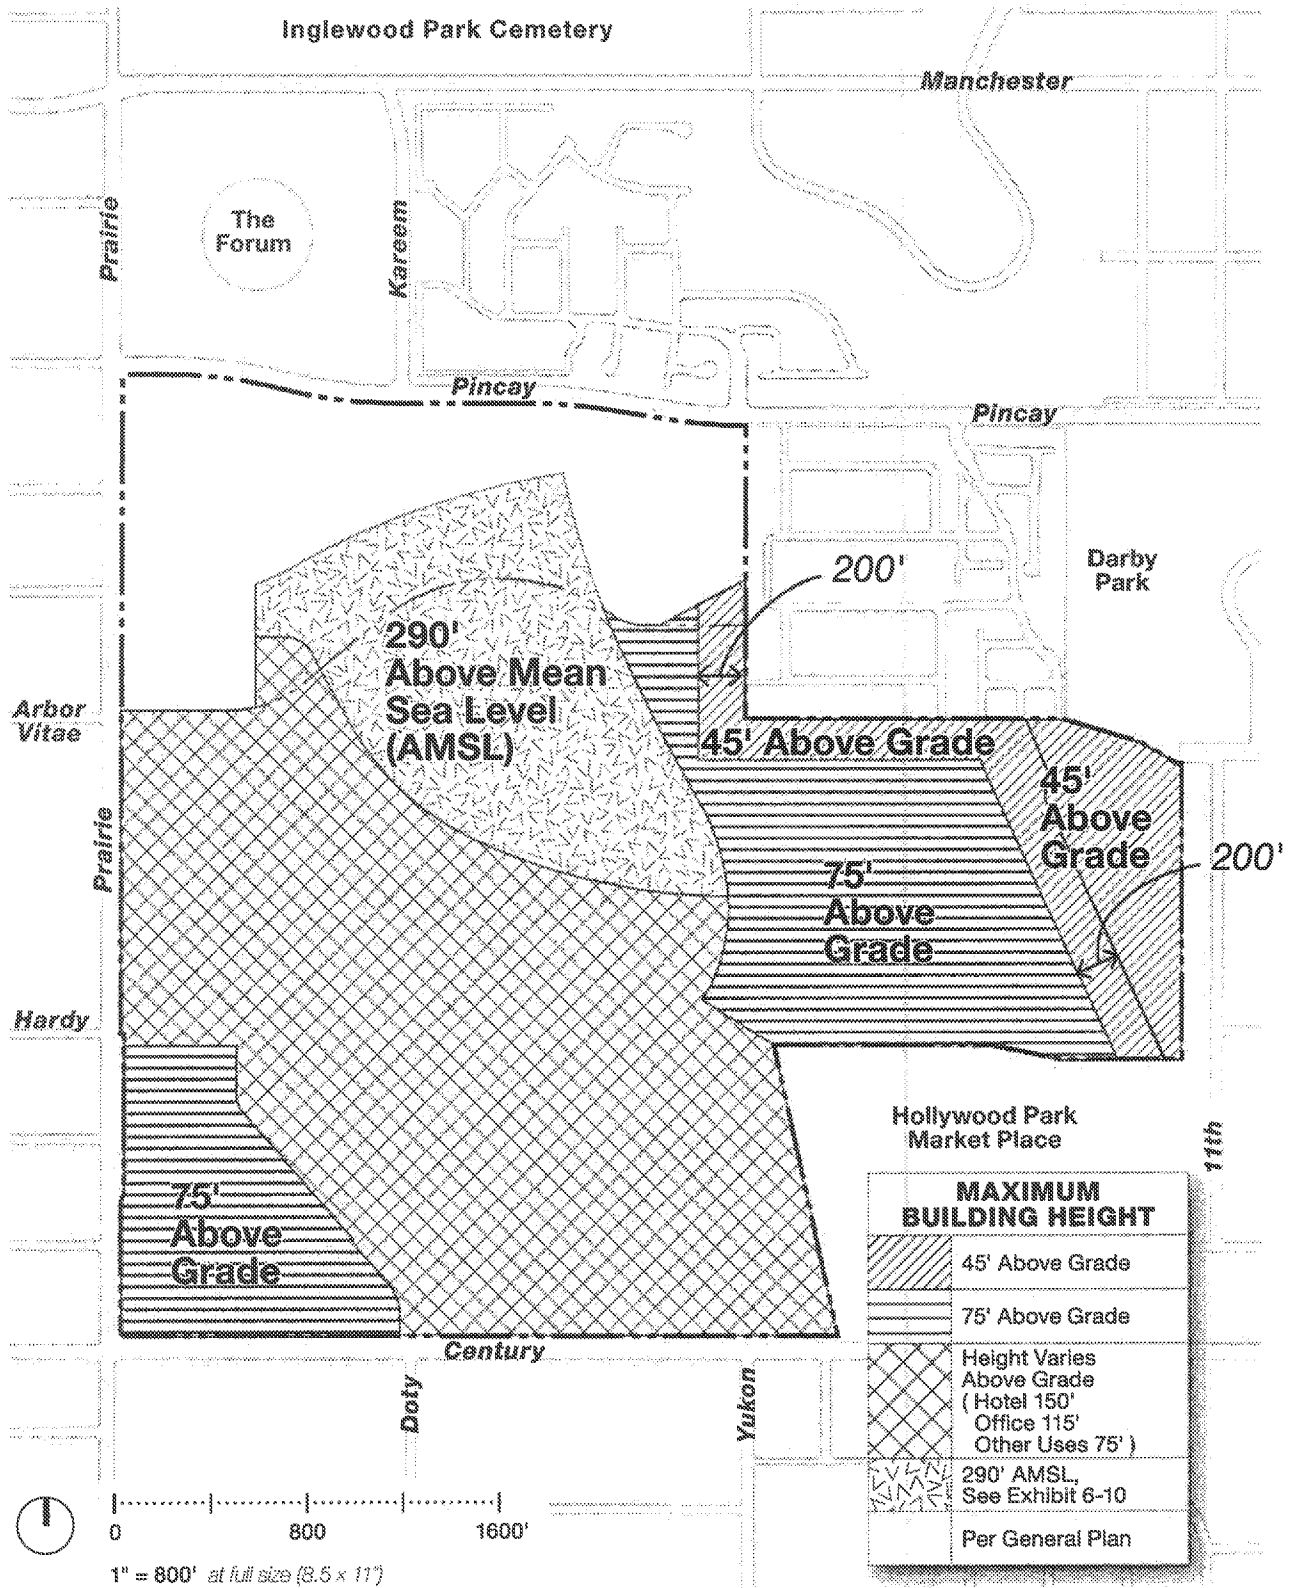 Inglewood Park Cemetery
Manchester
Prairie
The
Forum
Kareem
Pincay
Pincay
200'
Darby
Park
290'
Above Mean
Sea Level
(AMSL)
Arbor
Vitae
45' Above Grade
45'
Above
Grade
200'
Prairie
75'
Above
Grade
Hardy
Hollywood Park
Market Place
11th
75'
Above
Grade
Century
Doty
Yukon
MAXIMUM
BUILDING HEIGHT
45' Above Grade
75' Above Grade
Height Varies
Above Grade
( Hotel 150'
Office 115'
Other Uses 75' )
290' AMSL,
See Exhibit 6-10
Per General Plan
0 800 1600'
1" = 800' at full size (8.5 x 11")